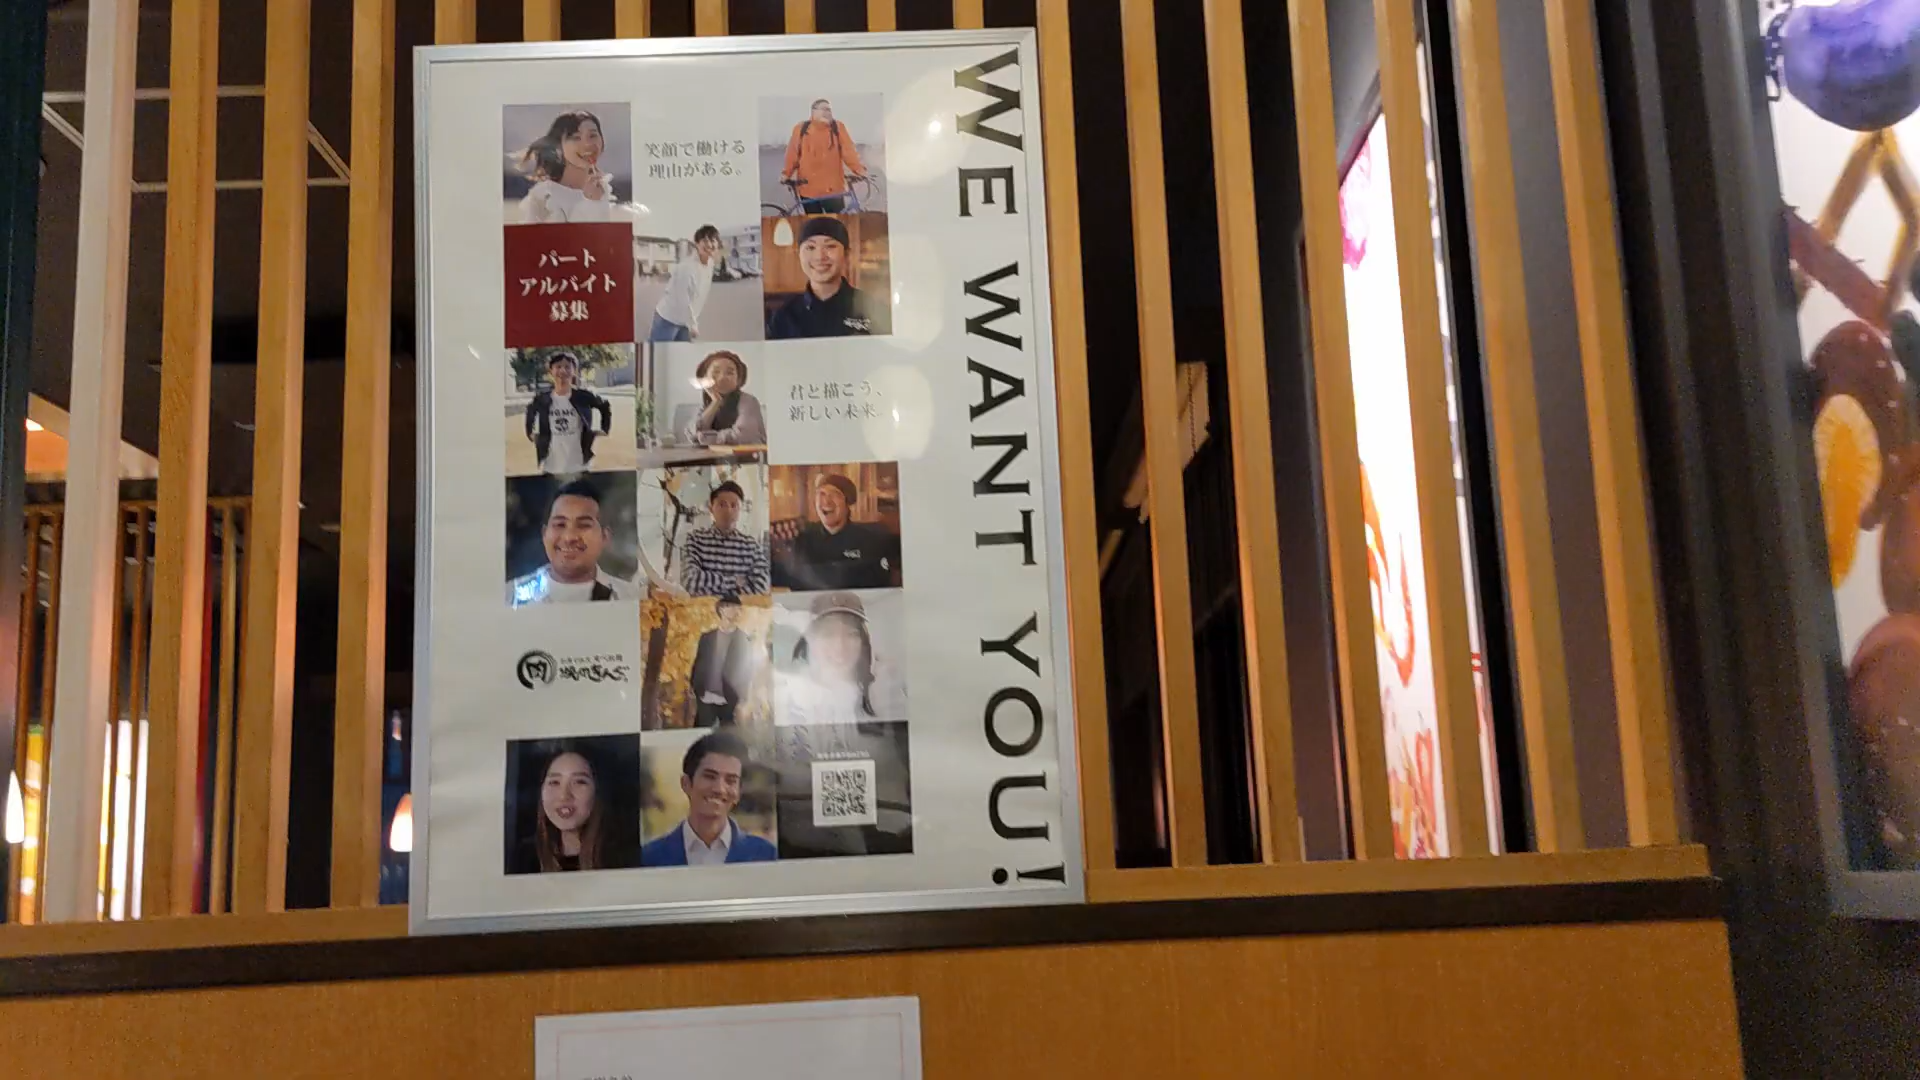 WE WANT YOU!
笑顔で働ける
理由がある。
パート
アルバイト
募集
君と描こう、
新しい未来。
肉
焼肉きんぐ